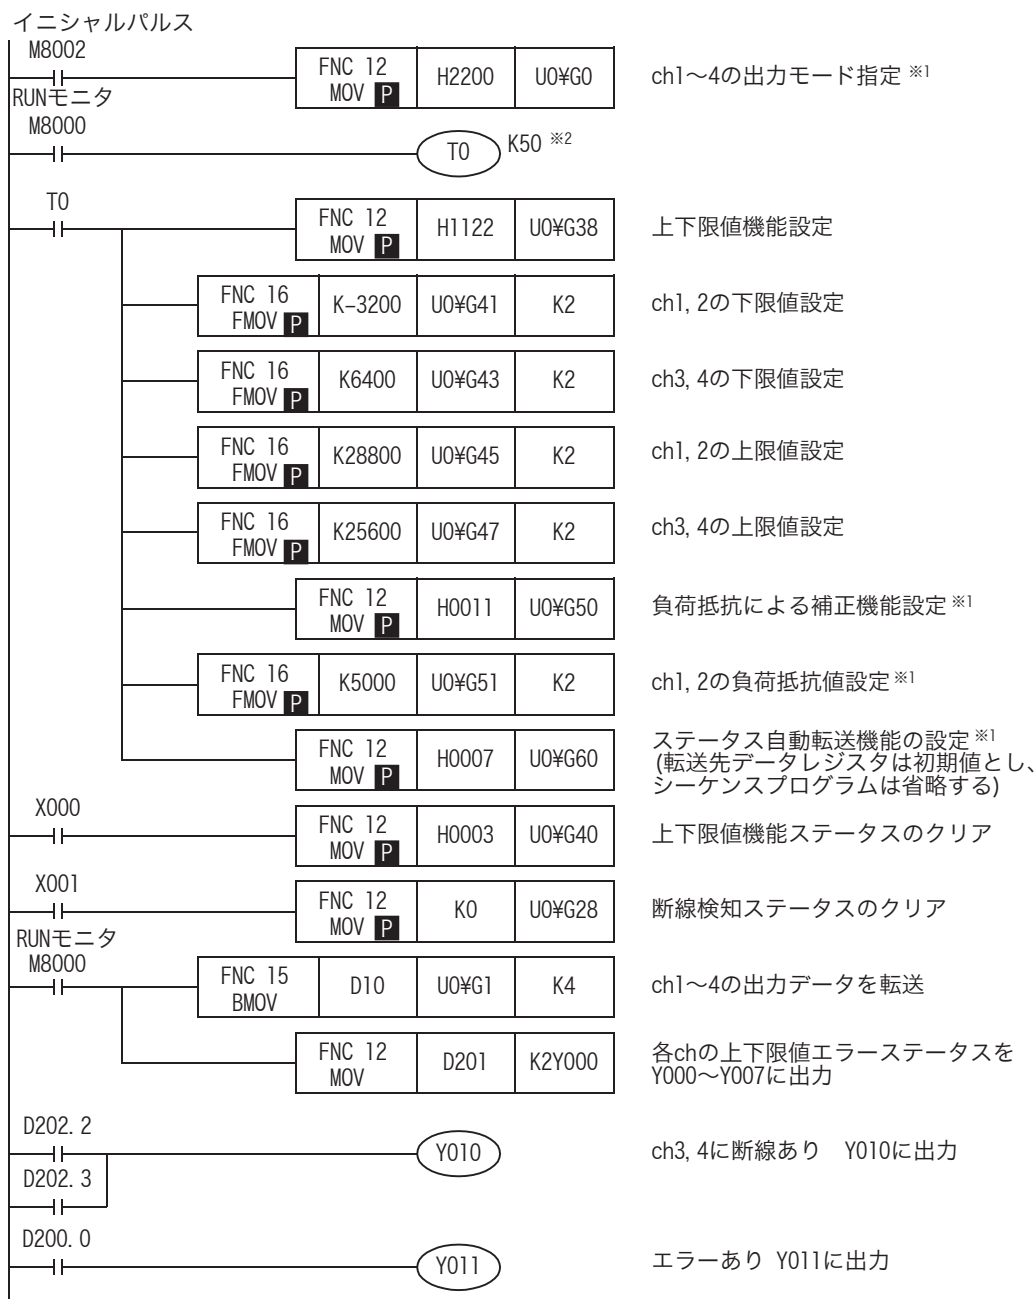 イニシャルパルス
M8002
FNC 12
MOV P
H2200
U0¥G0
ch1～4の出力モード指定 ※1
RUNモニタ
M8000
T0
K50 ※2
T0
FNC 12
MOV P
H1122
U0¥G38
上下限値機能設定
FNC 16
FMOV P
K-3200
U0¥G41
K2
ch1, 2の下限値設定
FNC 16
FMOV P
K6400
U0¥G43
K2
ch3, 4の下限値設定
FNC 16
FMOV P
K28800
U0¥G45
K2
ch1, 2の上限値設定
FNC 16
FMOV P
K25600
U0¥G47
K2
ch3, 4の上限値設定
FNC 12
MOV P
H0011
U0¥G50
負荷抵抗による補正機能設定 ※1
FNC 16
FMOV P
K5000
U0¥G51
K2
ch1, 2の負荷抵抗値設定 ※1
FNC 12
MOV P
H0007
U0¥G60
ステータス自動転送機能の設定 ※1
(転送先データレジスタは初期値とし、
シーケンスプログラムは省略する)
X000
FNC 12
MOV P
H0003
U0¥G40
上下限値機能ステータスのクリア
X001
FNC 12
MOV P
K0
U0¥G28
断線検知ステータスのクリア
RUNモニタ
M8000
FNC 15
BMOV
D10
U0¥G1
K4
ch1～4の出力データを転送
FNC 12
MOV
D201
K2Y000
各chの上下限値エラーステータスを
Y000～Y007に出力
D202.2
Y010
ch3, 4に断線あり　Y010に出力
D202.3
D200.0
Y011
エラーあり Y011に出力